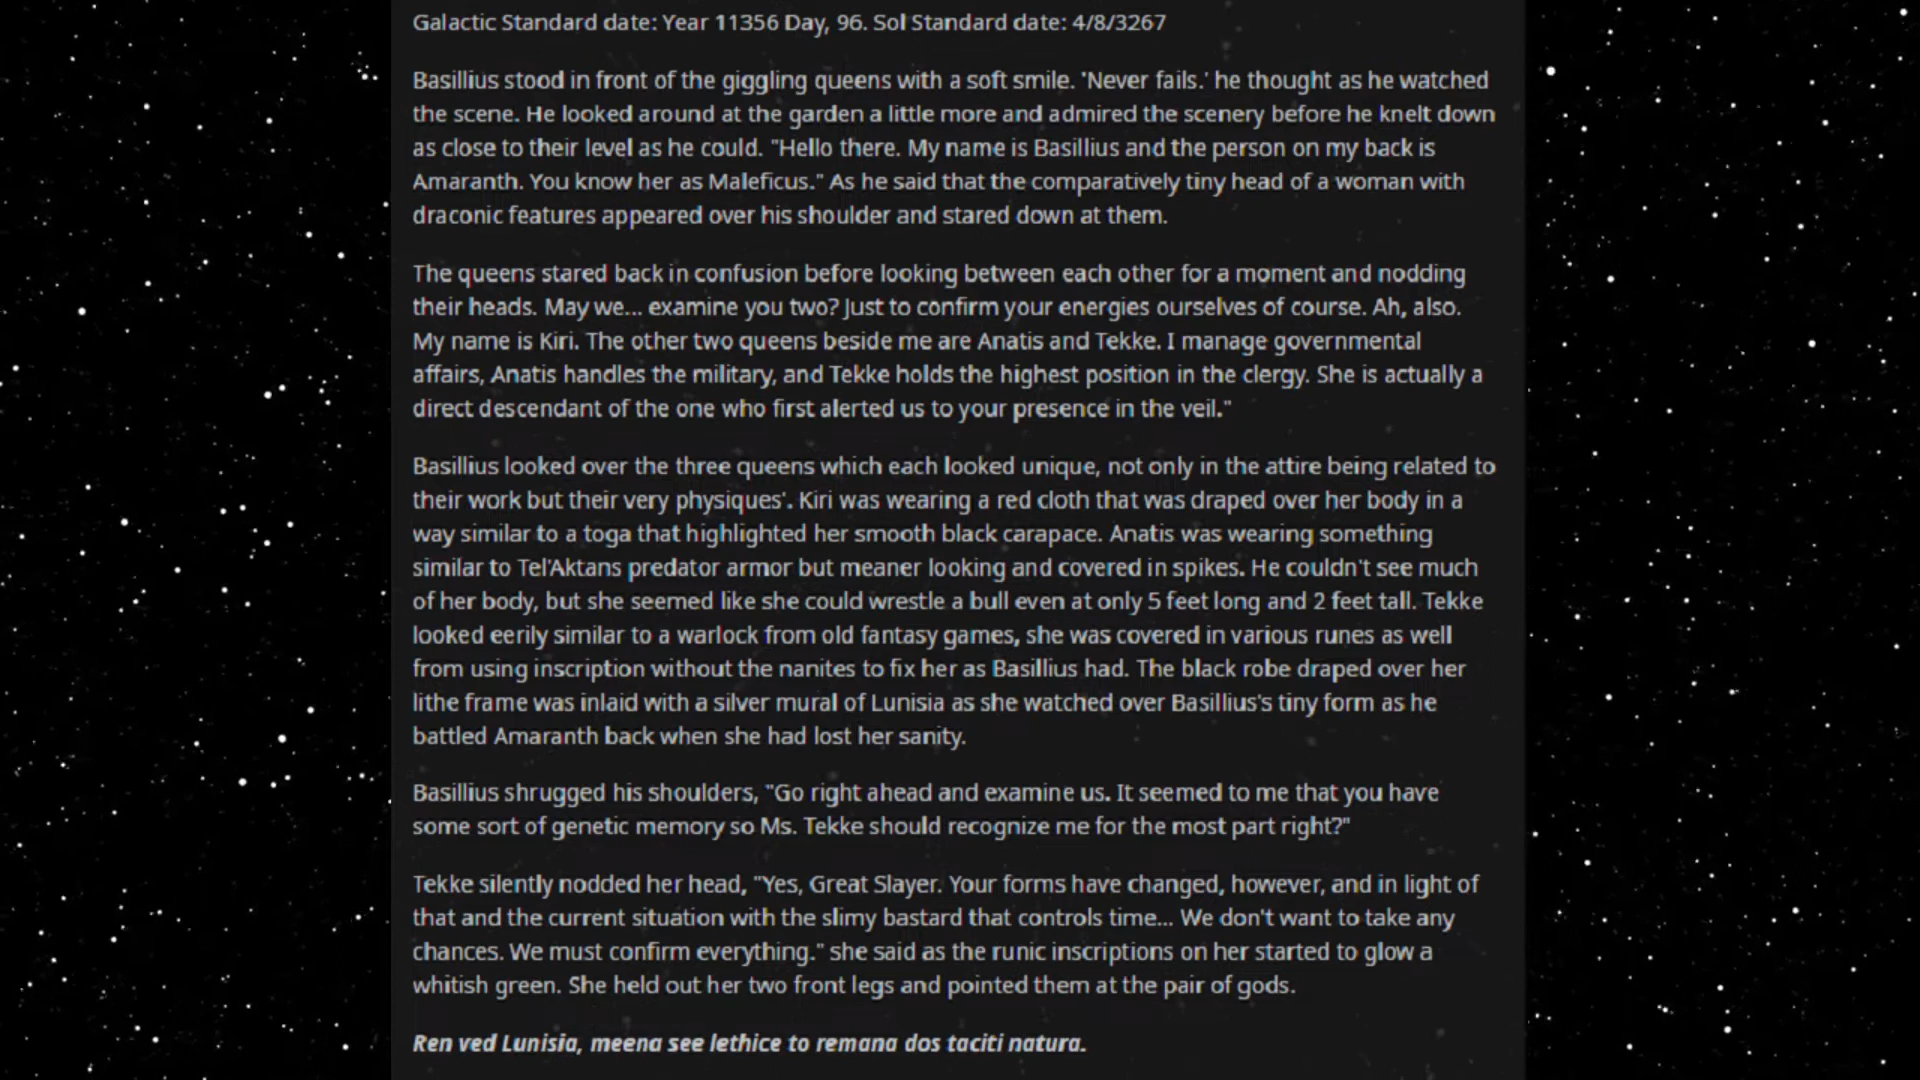 Galactic Standard date: Year 11356 Day, 96. Sol Standard date: 4/8/3267
Basillius stood in front of the giggling queens with a soft smile. 'Never fails.' he thought as he watched
the scene. He looked around at the garden a little more and admired the scenery before he knelt down
as close to their level as he could. "Hello there. My name is Basillius and the person on my back is
Amaranth. You know her as Maleficus." As he said that the comparatively tiny head of a woman with
draconic features appeared over his shoulder and stared down at them.
The queens stared back in confusion before looking between each other for a moment and nodding
their heads. May we... examine you two? Just to confirm your energies ourselves of course. Ah, also.
My name is Kiri. The other two queens beside me are Anatis and Tekke. I manage governmental
affairs, Anatis handles the military, and Tekke holds the highest position in the clergy. She is actually a
direct descendant of the one who first alerted us to your presence in the veil."
Basillius looked over the three queens which each looked unique, not only in the attire being related to
their work but their very physiques'. Kiri was wearing a red cloth that was draped over her body in a
way similar to a toga that highlighted her smooth black carapace. Anatis was wearing something
similar to Tel'Aktans predator armor but meaner looking and covered in spikes. He couldn't see much
of her body, but she seemed like she could wrestle a bull even at only 5 feet long and 2 feet tall. Tekke
looked eerily similar to a warlock from old fantasy games, she was covered in various runes as well
from using inscription without the nanites to fix her as Basillius had. The black robe draped over her
lithe frame was inlaid with a silver mural of Lunisia as she watched over Basillius's tiny form as he
battled Amaranth back when she had lost her sanity.
Basillius shrugged his shoulders, "Go right ahead and examine us. It seemed to me that you have
some sort of genetic memory so Ms. Tekke should recognize me for the most part right?"
Tekke silently nodded her head, "Yes, Great Slayer. Your forms have changed, however, and in light of
that and the current situation with the slimy bastard that controls time... We don't want to take any
chances. We must confirm everything." she said as the runic inscriptions on her started to glow a
whitish green. She held out her two front legs and pointed them at the pair of gods.
Ren ved Lunisia, meena see lethice to remana dos taciti natura.